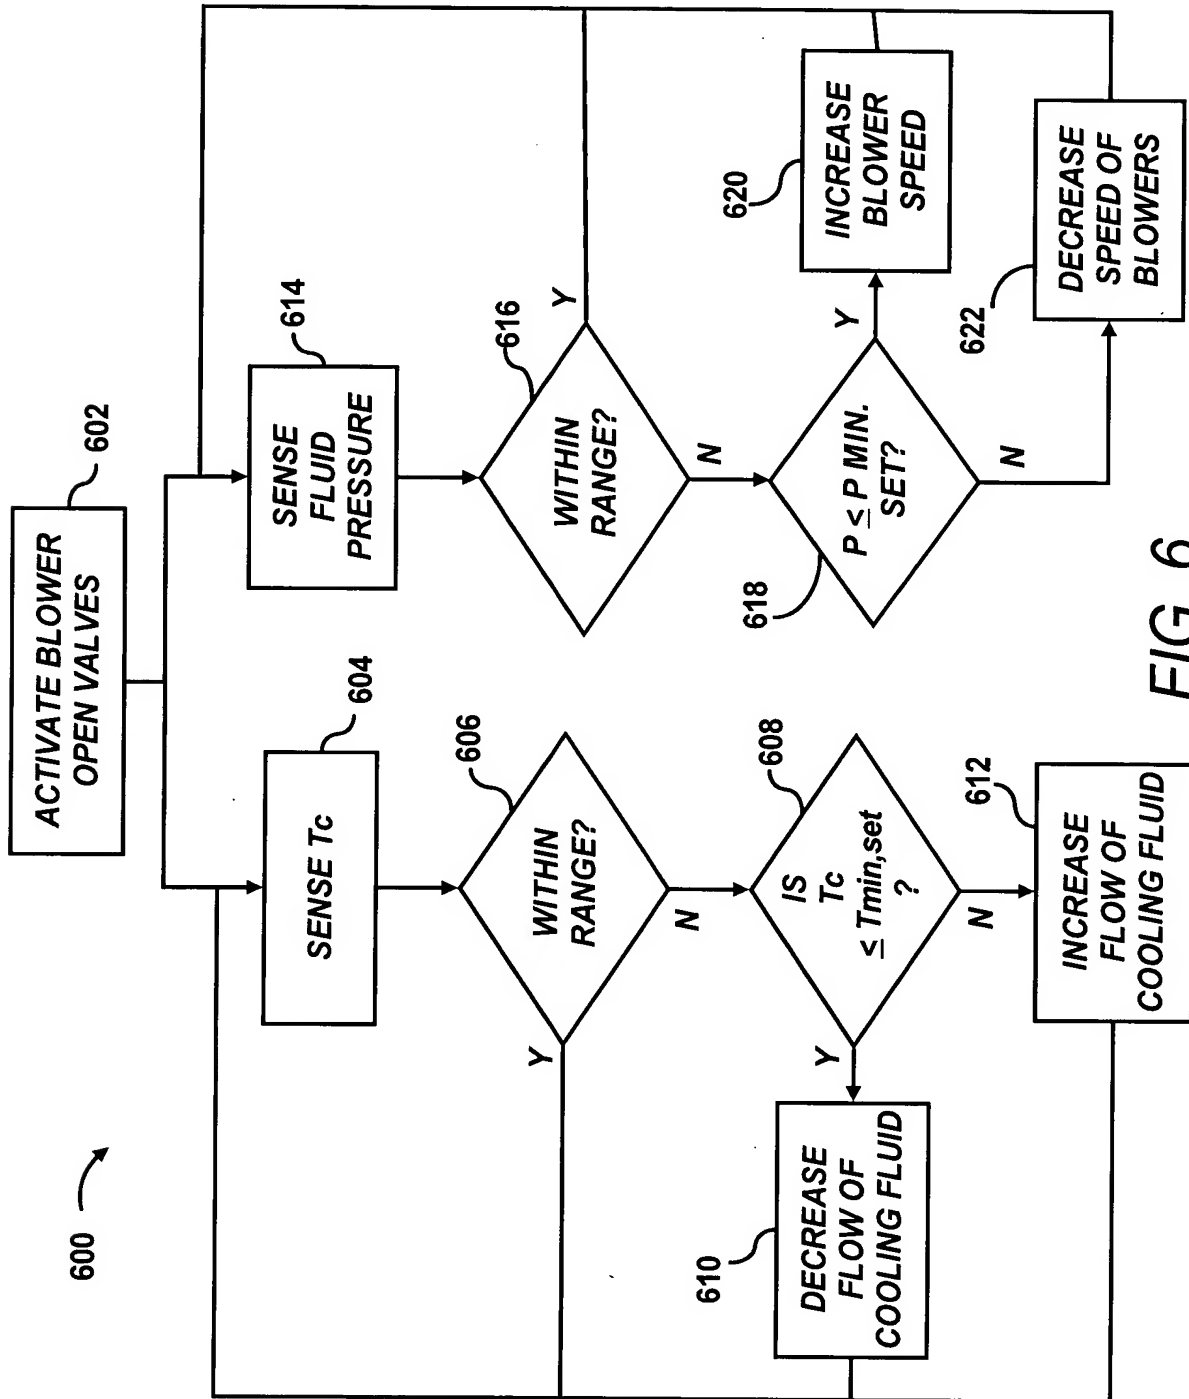 600
ACTIVATE BLOWER
OPEN VALVES
602
SENSE Tc
604
WITHIN
RANGE?
606
Y
N
IS
Tc
≤ Tmin,set
?
608
Y
N
DECREASE
FLOW OF
COOLING FLUID
610
INCREASE
FLOW OF
COOLING FLUID
612
SENSE
FLUID
PRESSURE
614
WITHIN
RANGE?
616
Y
N
P ≤ P MIN.
SET?
618
Y
N
INCREASE
BLOWER
SPEED
620
DECREASE
SPEED OF
BLOWERS
622
FIG 6